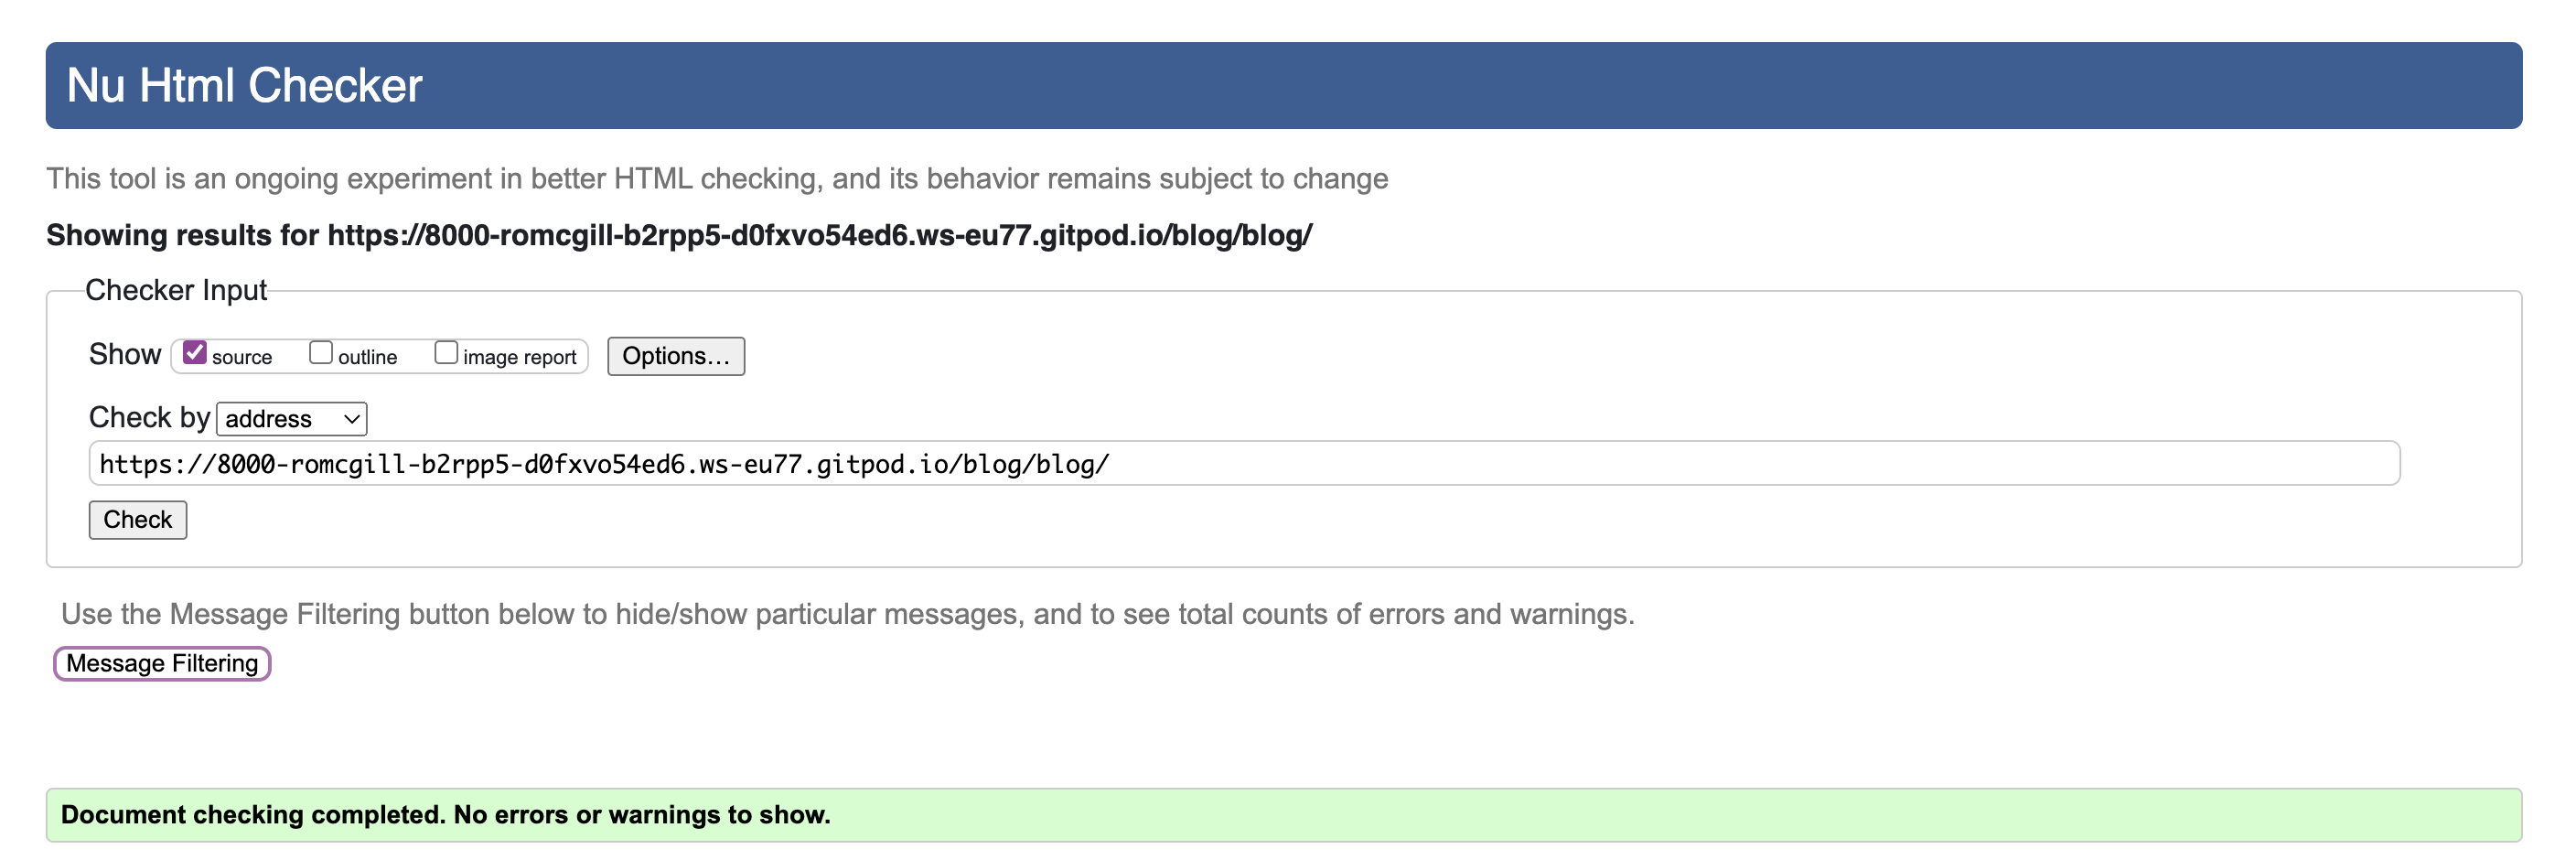 Nu Html Checker
This tool is an ongoing experiment in better HTML checking, and its behavior remains subject to change
Showing results for https://8000-romcgill-b2rpp5-d0fxvo54ed6.ws-eu77.gitpod.io/blog/blog/
Checker Input
Show source outline image report Options...
Check by address
https://8000-romcgill-b2rpp5-d0fxvo54ed6.ws-eu77.gitpod.io/blog/blog/
Check
Use the Message Filtering button below to hide/show particular messages, and to see total counts of errors and warnings.
Message Filtering
Document checking completed. No errors or warnings to show.